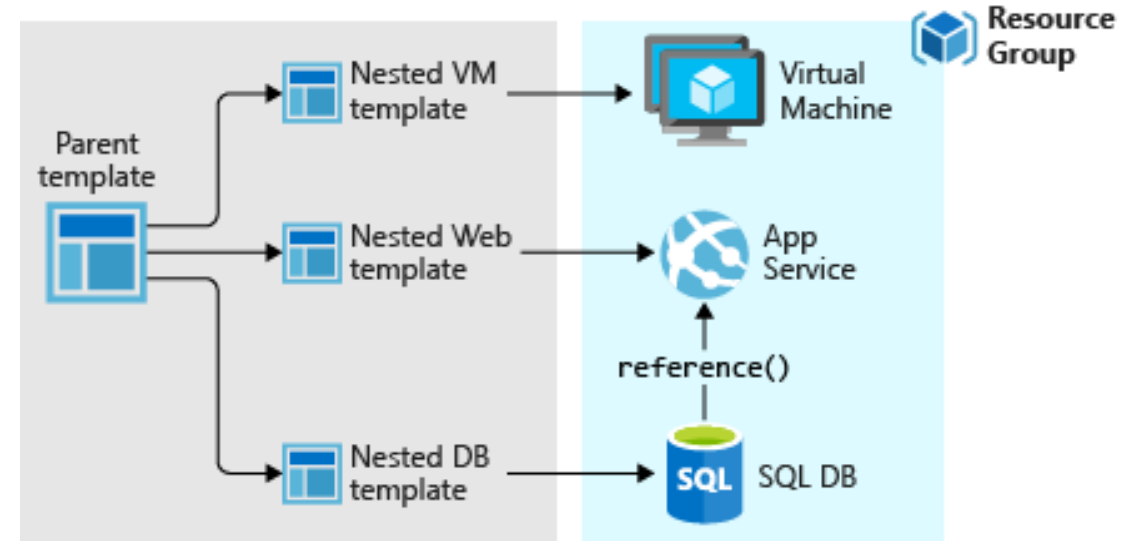 Resource
Group
Nested VM
template
Virtual
Machine
Parent
template
Nested Web
template
App
Service
reference()
Nested DB
template
SQL
SQL DB